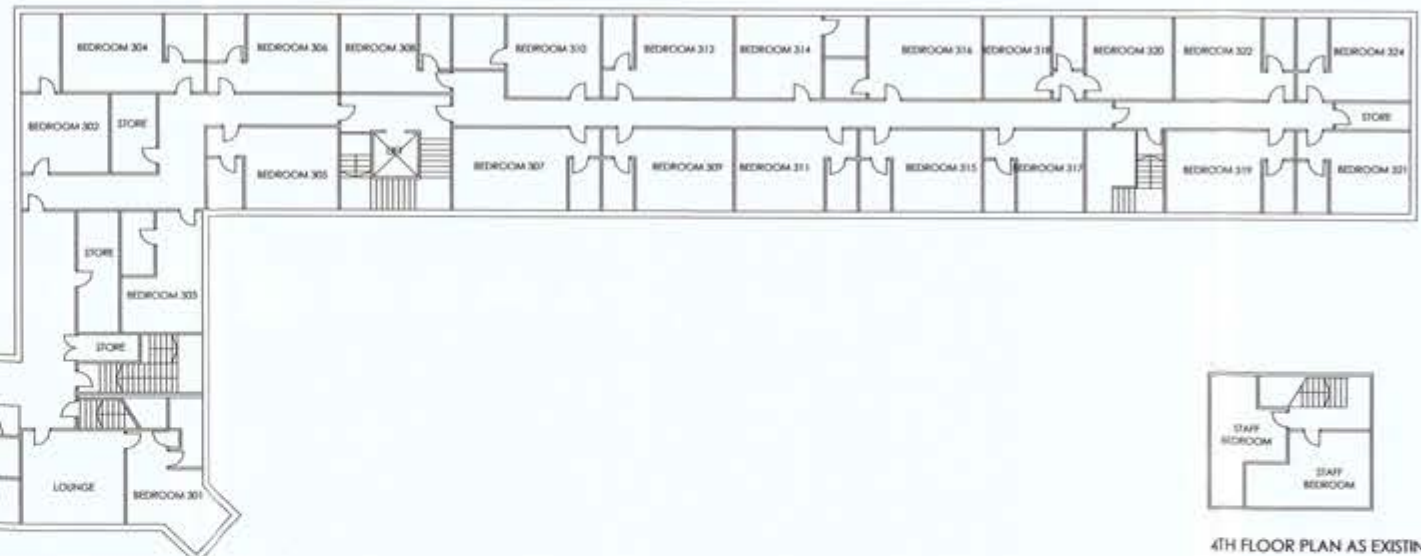 BEDROOM 304
BEDROOM 306
BEDROOM 308
BEDROOM 310
BEDROOM 312
BEDROOM 314
BEDROOM 316
BEDROOM 318
BEDROOM 320
BEDROOM 322
BEDROOM 324
BEDROOM 302
STORE
STORE
BEDROOM 305
BEDROOM 307
BEDROOM 309
BEDROOM 311
BEDROOM 315
BEDROOM 317
BEDROOM 319
BEDROOM 321
STORE
BEDROOM 303
STORE
LOUNGE
BEDROOM 301
STAFF
BEDROOM
STAFF
BEDROOM
4TH FLOOR PLAN AS EXISTIN